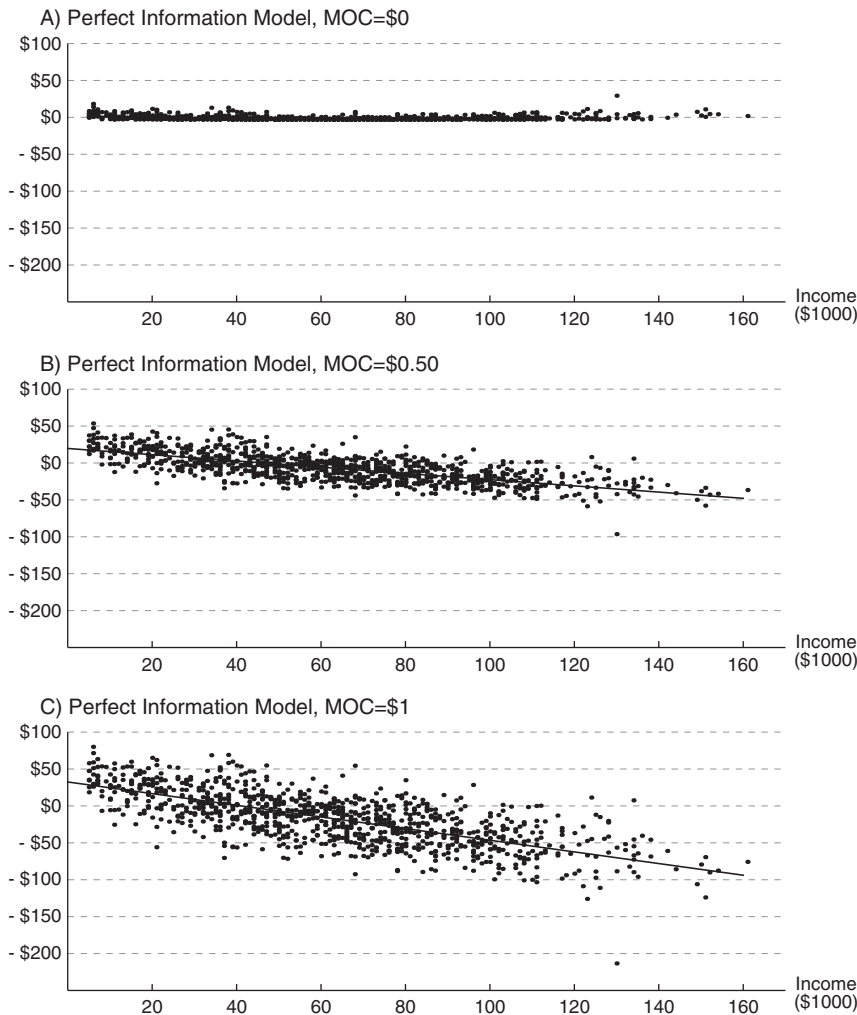 A) Perfect Information Model, MOC=$0
$100
$50
$0
- $50
- $100
- $150
- $200
20 40 60 80 100 120 140 160
Income
($1000)
B) Perfect Information Model, MOC=$0.50
$100
$50
$0
- $50
- $100
- $150
- $200
20 40 60 80 100 120 140 160
Income
($1000)
C) Perfect Information Model, MOC=$1
$100
$50
$0
- $50
- $100
- $150
- $200
20 40 60 80 100 120 140 160
Income
($1000)